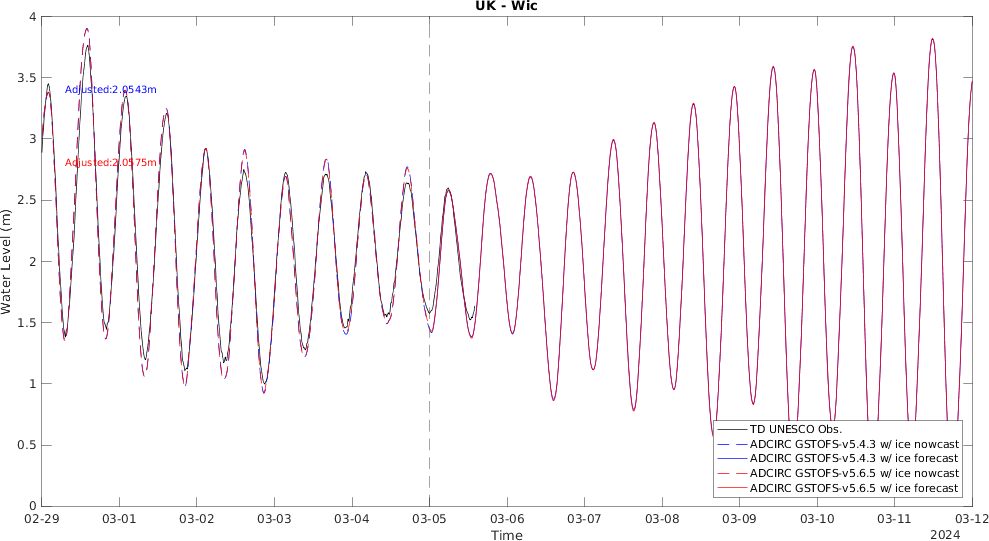 UK - Wic
4
3.5
3
2.5
2
1.5
1
0.5
0
Water Level (m)
Adjusted:2.0543m
Adjusted:2.0575m
TD UNESCO Obs.
ADCIRC GSTOFS-v5.4.3 w/ ice nowcast
ADCIRC GSTOFS-v5.4.3 w/ ice forecast
ADCIRC GSTOFS-v5.6.5 w/ ice nowcast
ADCIRC GSTOFS-v5.6.5 w/ ice forecast
02-29 03-01 03-02 03-03 03-04 03-05 03-06 03-07 03-08 03-09 03-10 03-11 03-12
Time
2024